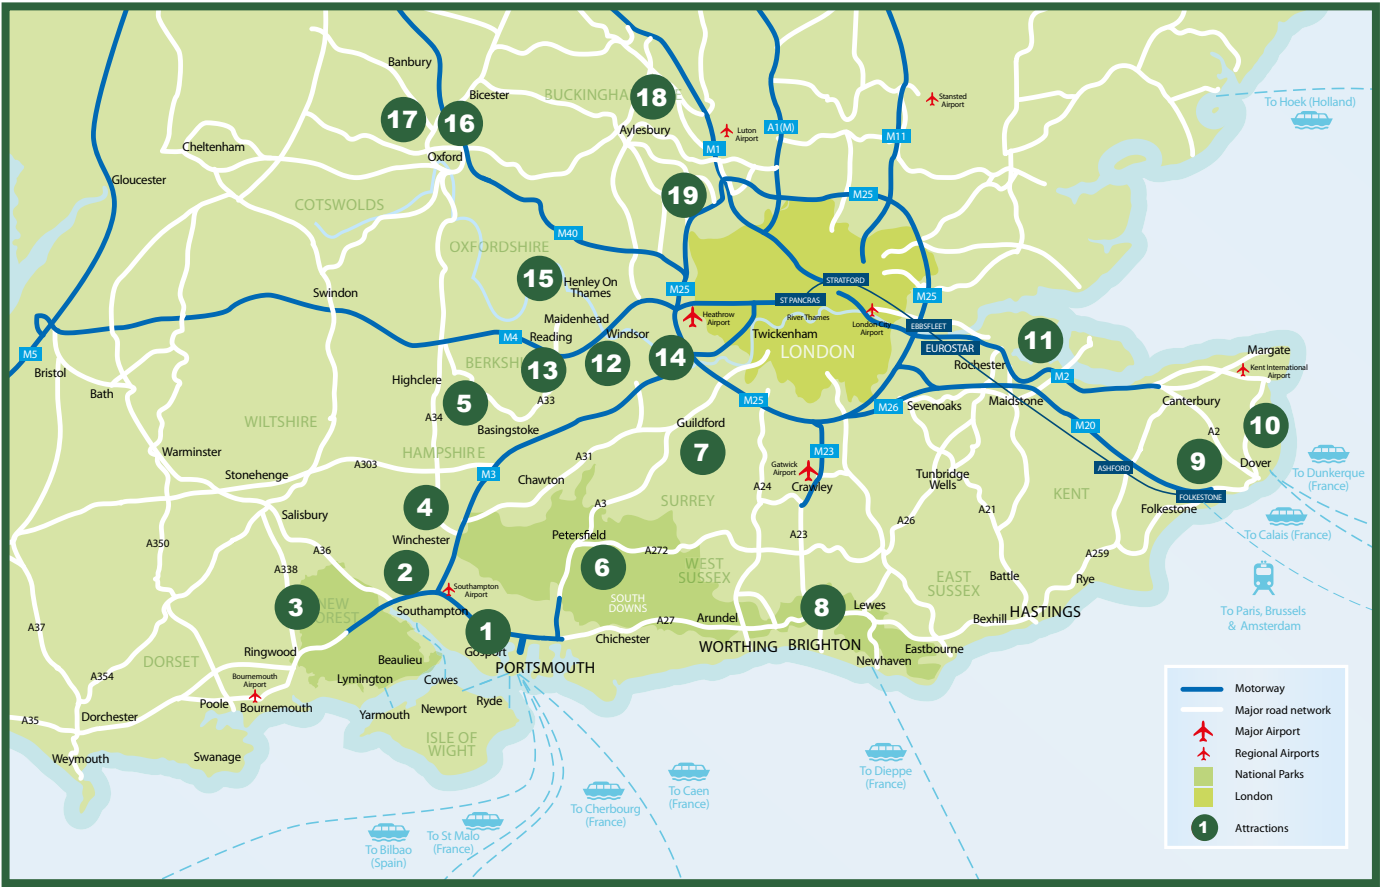 Banbury
Bicester
BUCKINGHA
E
18
17
16
Aylesbury
Stansted
Airport
To Hoek (Holland)
Luton
Airport
A1(M)
M11
M1
Cheltenham
Oxford
Gloucester
COTSWOLDS
19
M25
M40
OXFORDSHIRE
15
Henley On
Thames
STRATFORD
M25
ST PANCRAS
M25
Swindon
Maidenhead
Heathrow
Airport
River Thames
London City
Airport
EBBSFLEET
M4
Reading
Windsor
Twickenham
EUROSTAR
11
M5
Bristol
BERKSH
13
12
14
LONDON
Rochester
M2
Margate
Kent International
Airport
Highclere
Bath
5
A33
A34
M25
M26
Sevenoaks
Maidstone
Canterbury
WILTSHIRE
Basingstoke
Guildford
M20
A2
10
Warminster
HAMPSHIRE
7
M23
9
Dover
Stonehenge
A303
M3
A31
Chawton
Gatwick
Airport
Crawley
A24
Tunbridge
Wells
ASHFORD
To Dunkerque
(France)
KENT
FOLKESTONE
Folkestone
4
A3
SURREY
Salisbury
Winchester
Petersfield
A350
A36
A338
A272
A23
A26
A21
To Calais (France)
A259
2
6
WEST
SUSSEX
EAST
SUSSEX
Battle
Rye
Southampton
Airport
SOUTH
DOWNS
3
NEW
OREST
Southampton
8
Lewes
HASTINGS
Bexhill
To Paris, Brussels
& Amsterdam
A37
1
A27
Arundel
Chichester
WORTHING
BRIGHTON
Eastbourne
Newhaven
Ringwood
Gosport
PORTSMOUTH
DORSET
Beaulieu
A354
Bournemouth
Airport
Lymington
Cowes
Poole
Bournemouth
Ryde
Yarmouth
Newport
A35
Dorchester
ISLE OF
WIGHT
Weymouth
Swanage
To Dieppe
(France)
To Caen
(France)
To Cherbourg
(France)
To St Malo
(France)
To Bilbao
(Spain)
Motorway
Major road network
Major Airport
Regional Airports
National Parks
London
1
Attractions